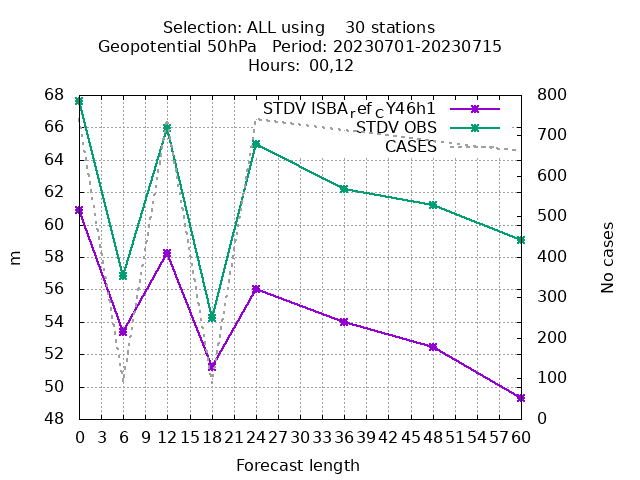 Selection: ALL using    30 stations
Geopotential 50hPa   Period: 20230701-20230715
Hours:  00,12
STDV ISBA_ref_CY46h1
STDV OBS
CASES
68
66
64
62
60
58
56
54
52
50
48
800
700
600
500
400
300
200
100
0
m
No cases
0 3 6 9 12 15 18 21 24 27 30 33 36 39 42 45 48 51 54 57 60
Forecast length